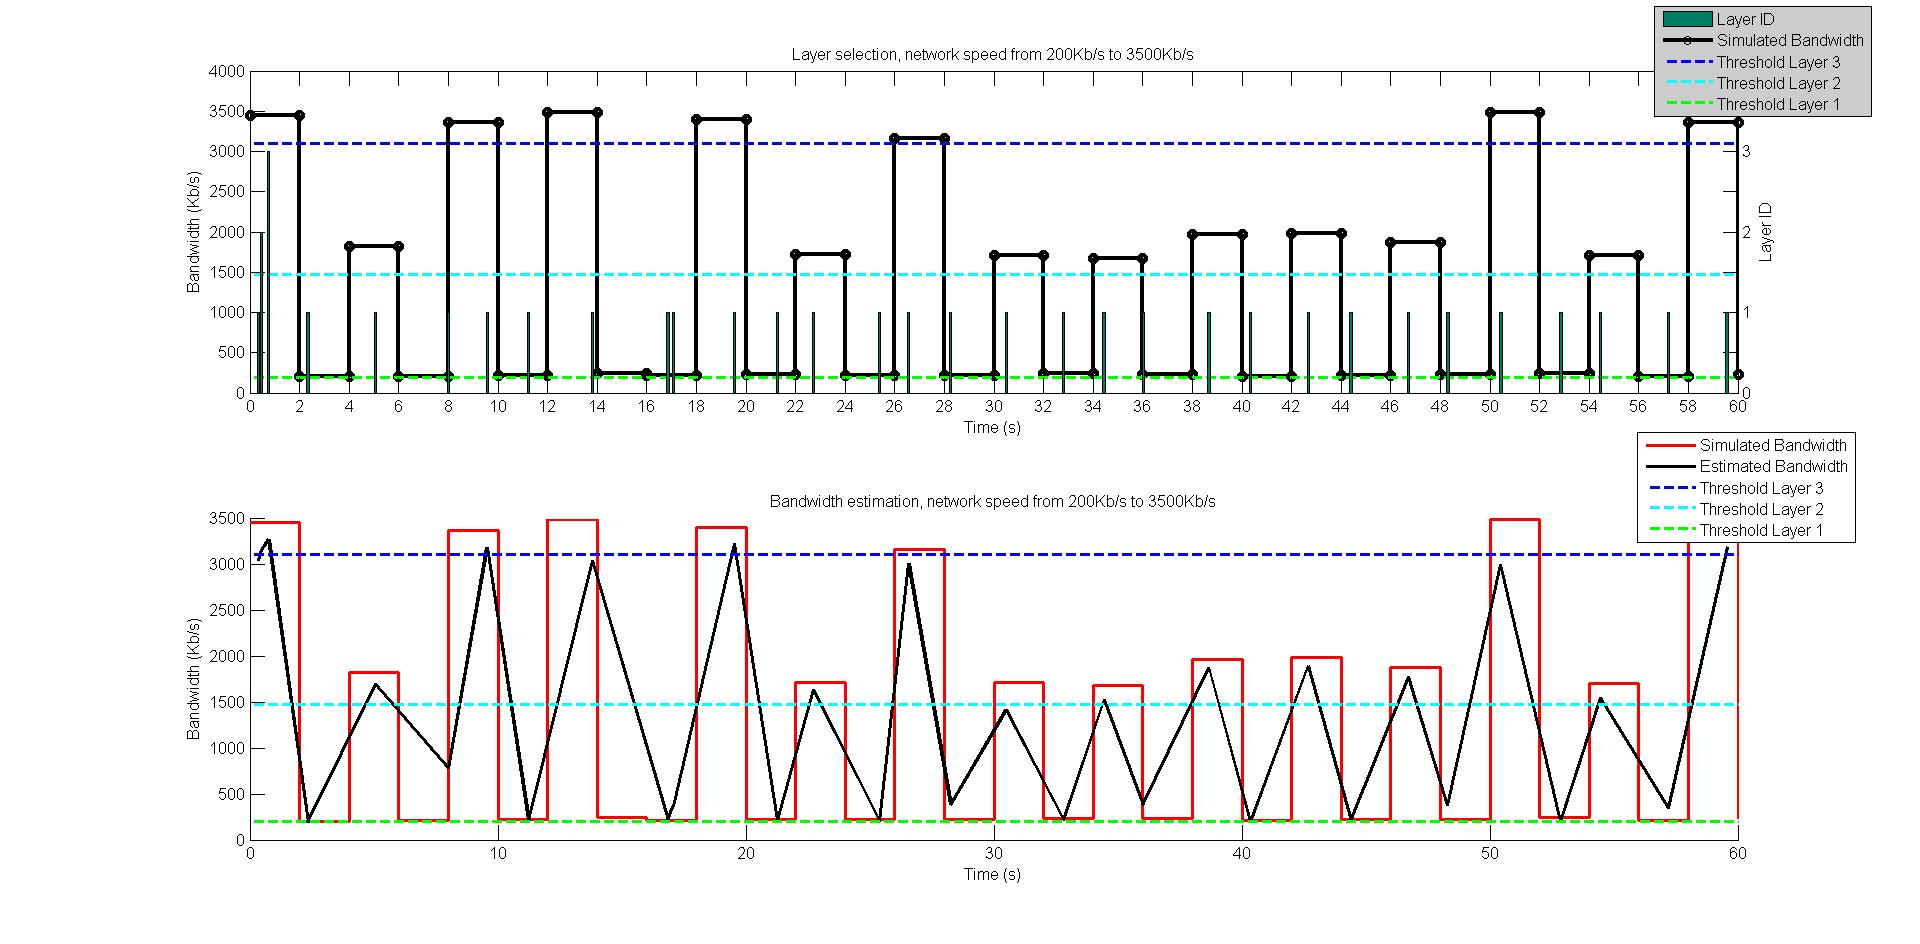 Layer ID
Simulated Bandwidth
Threshold Layer 3
Threshold Layer 2
Threshold Layer 1
Layer selection, network speed from 200Kb/s to 3500Kb/s
4000
3500
3000
2500
2000
1500
1000
500
0
Bandwidth (Kb/s)
3
2
1
0
Layer ID
0 2 4 6 8 10 12 14 16 18 20 22 24 26 28 30 32 34 36 38 40 42 44 46 48 50 52 54 56 58 60
Time (s)
Simulated Bandwidth
Estimated Bandwidth
Threshold Layer 3
Threshold Layer 2
Threshold Layer 1
Bandwidth estimation, network speed from 200Kb/s to 3500Kb/s
3500
3000
2500
2000
1500
1000
500
0
Bandwidth (Kb/s)
0 10 20 30 40 50 60
Time (s)